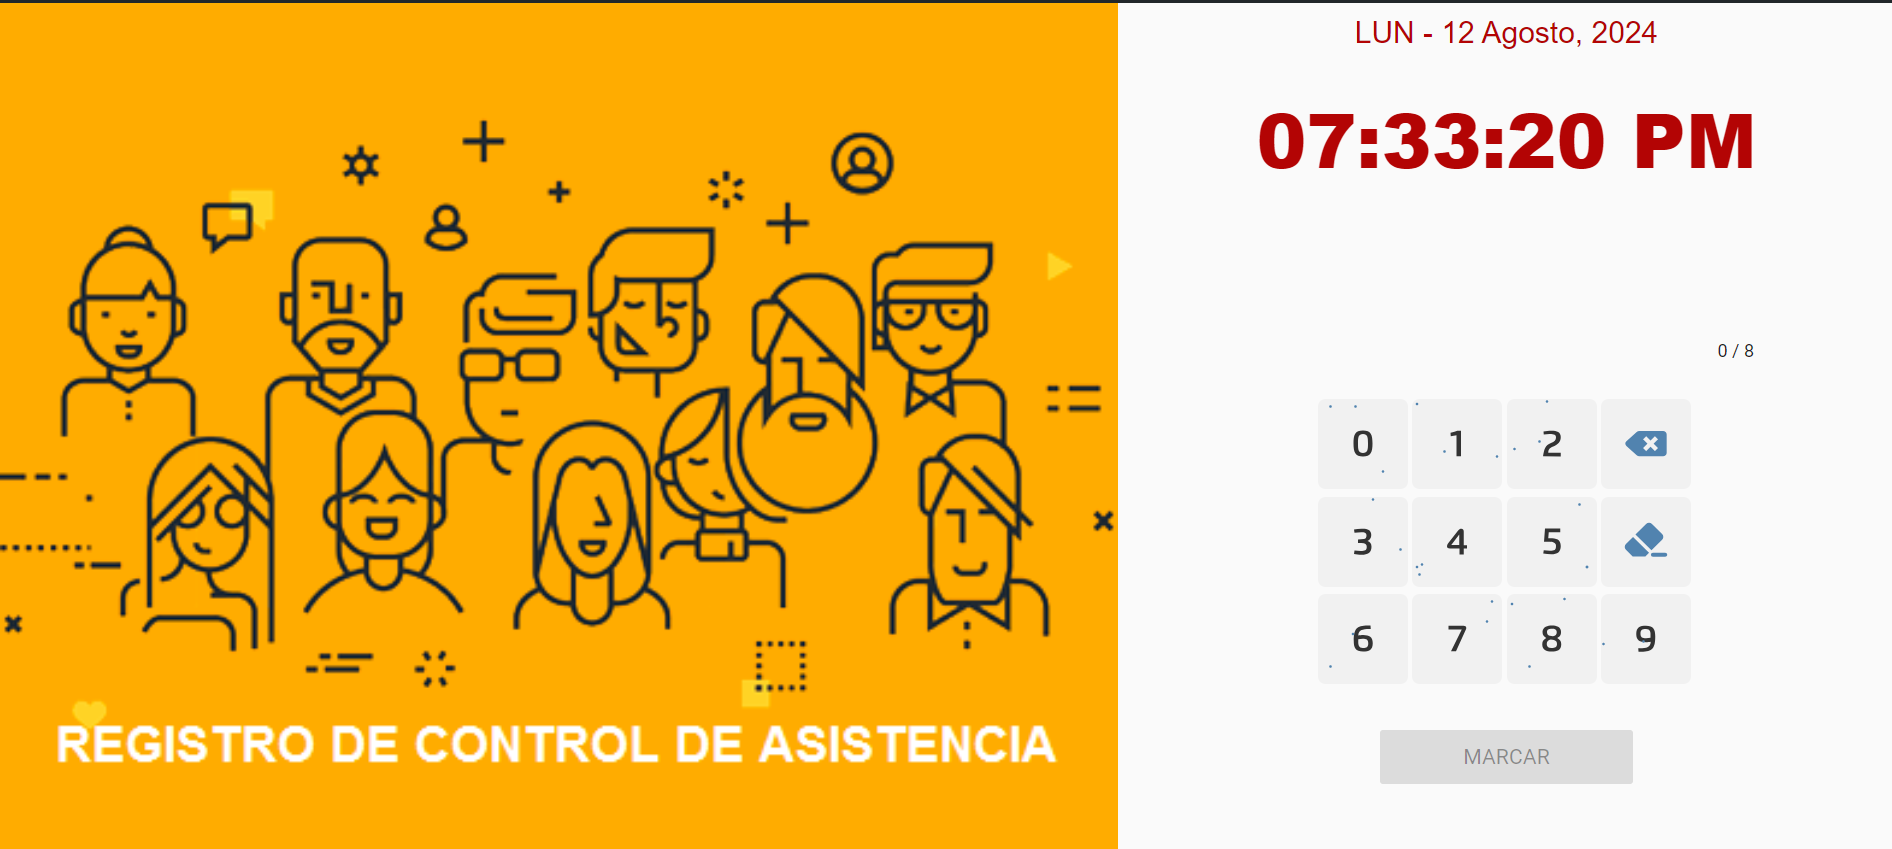 LUN - 12 Agosto, 2024
07:33:20 PM
0 / 8
0 1 2
3 4 5
6 7 8 9
MARCAR
REGISTRO DE CONTROL DE ASISTENCIA